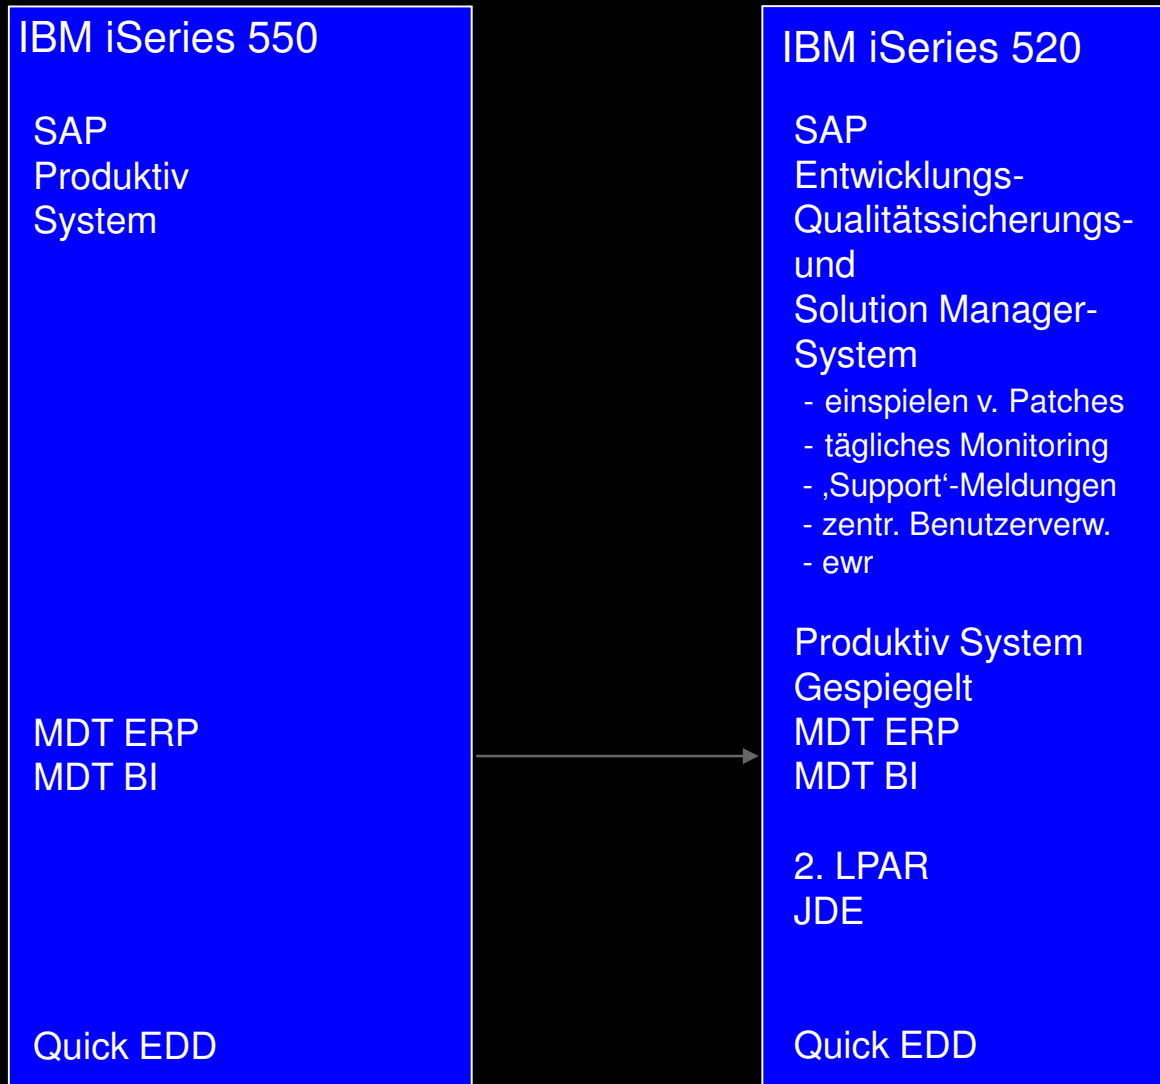 IBM iSeries 550
SAP
Produktiv
System
MDT ERP
MDT BI
Quick EDD
IBM iSeries 520
SAP
Entwicklungs-
Qualitätssicherungs-
und
Solution Manager-
System
- einspielen v. Patches
- tägliches Monitoring
- ‚Support‘-Meldungen
- zentr. Benutzerverw.
- ewr
Produktiv System
Gespiegelt
MDT ERP
MDT BI
2. LPAR
JDE
Quick EDD